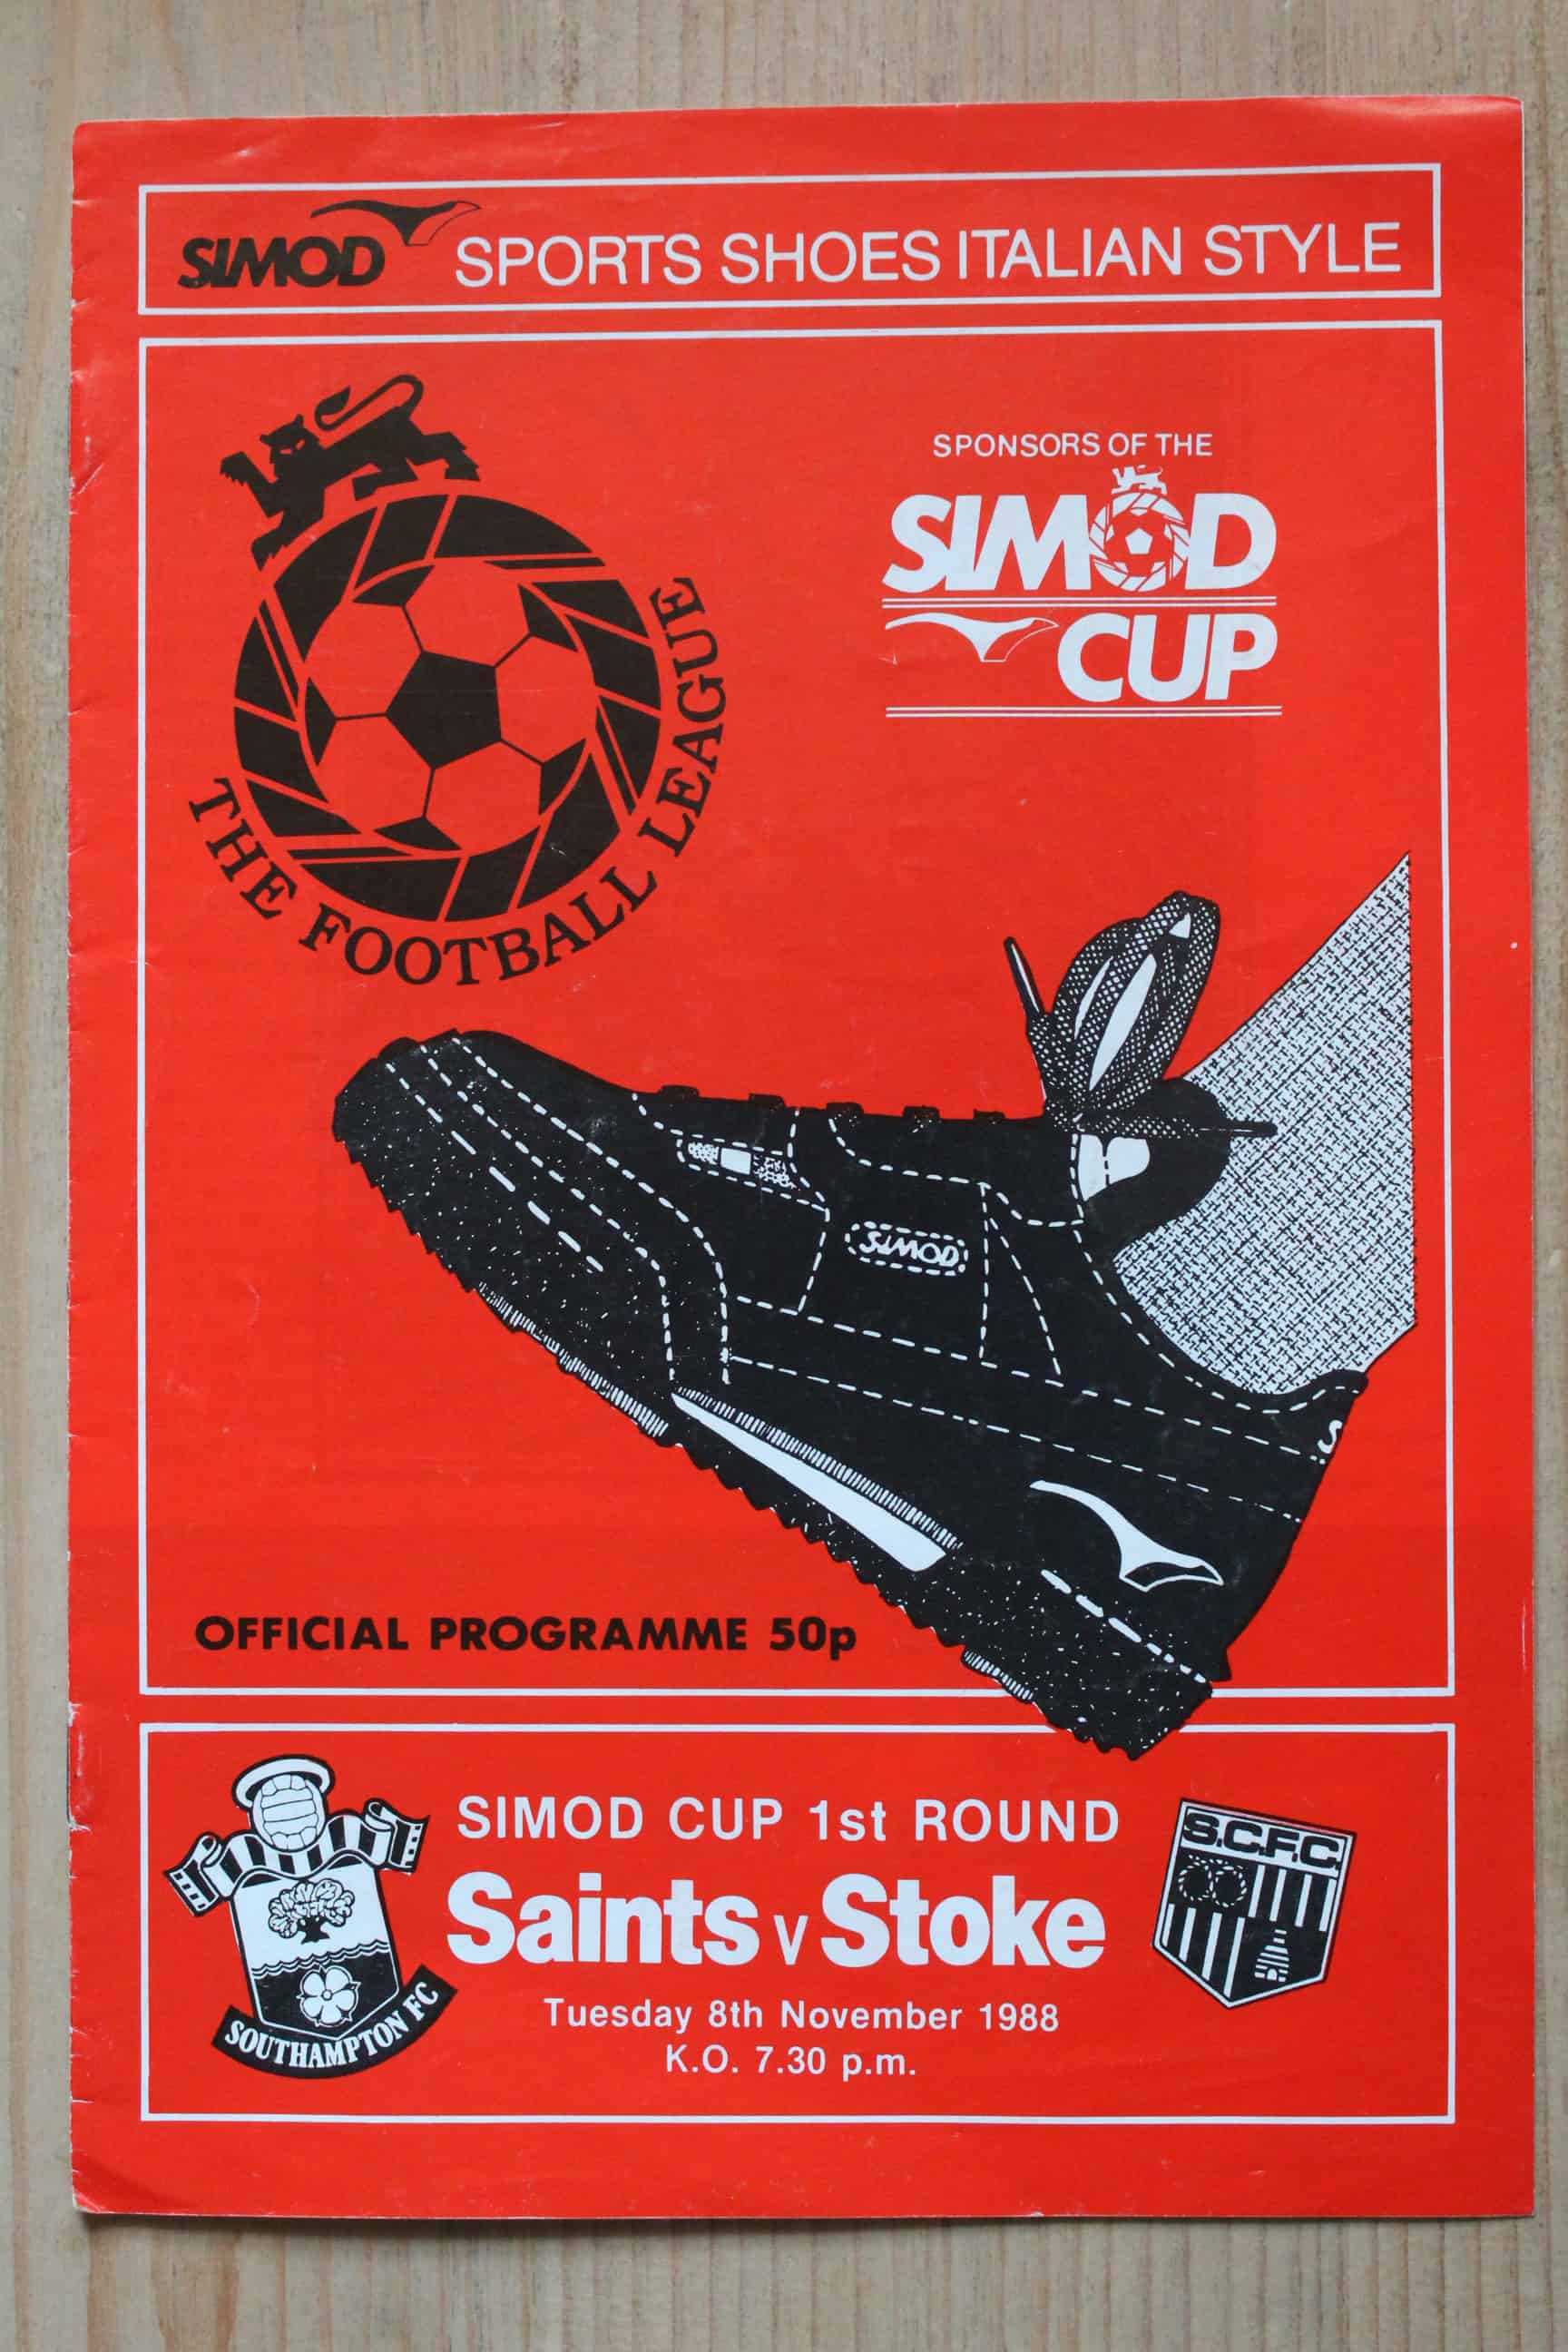 SIMOD SPORTS SHOES ITALIAN STYLE
THE FOOTBALL LEAGUE
SPONSORS OF THE
SIMOD
CUP
SIMOD
S
OFFICIAL PROGRAMME 50p
SIMOD CUP 1st ROUND
Saints v Stoke
Tuesday 8th November 1988
K.O. 7.30 p.m.
SOUTHAMPTON FC
S.C.F.C.